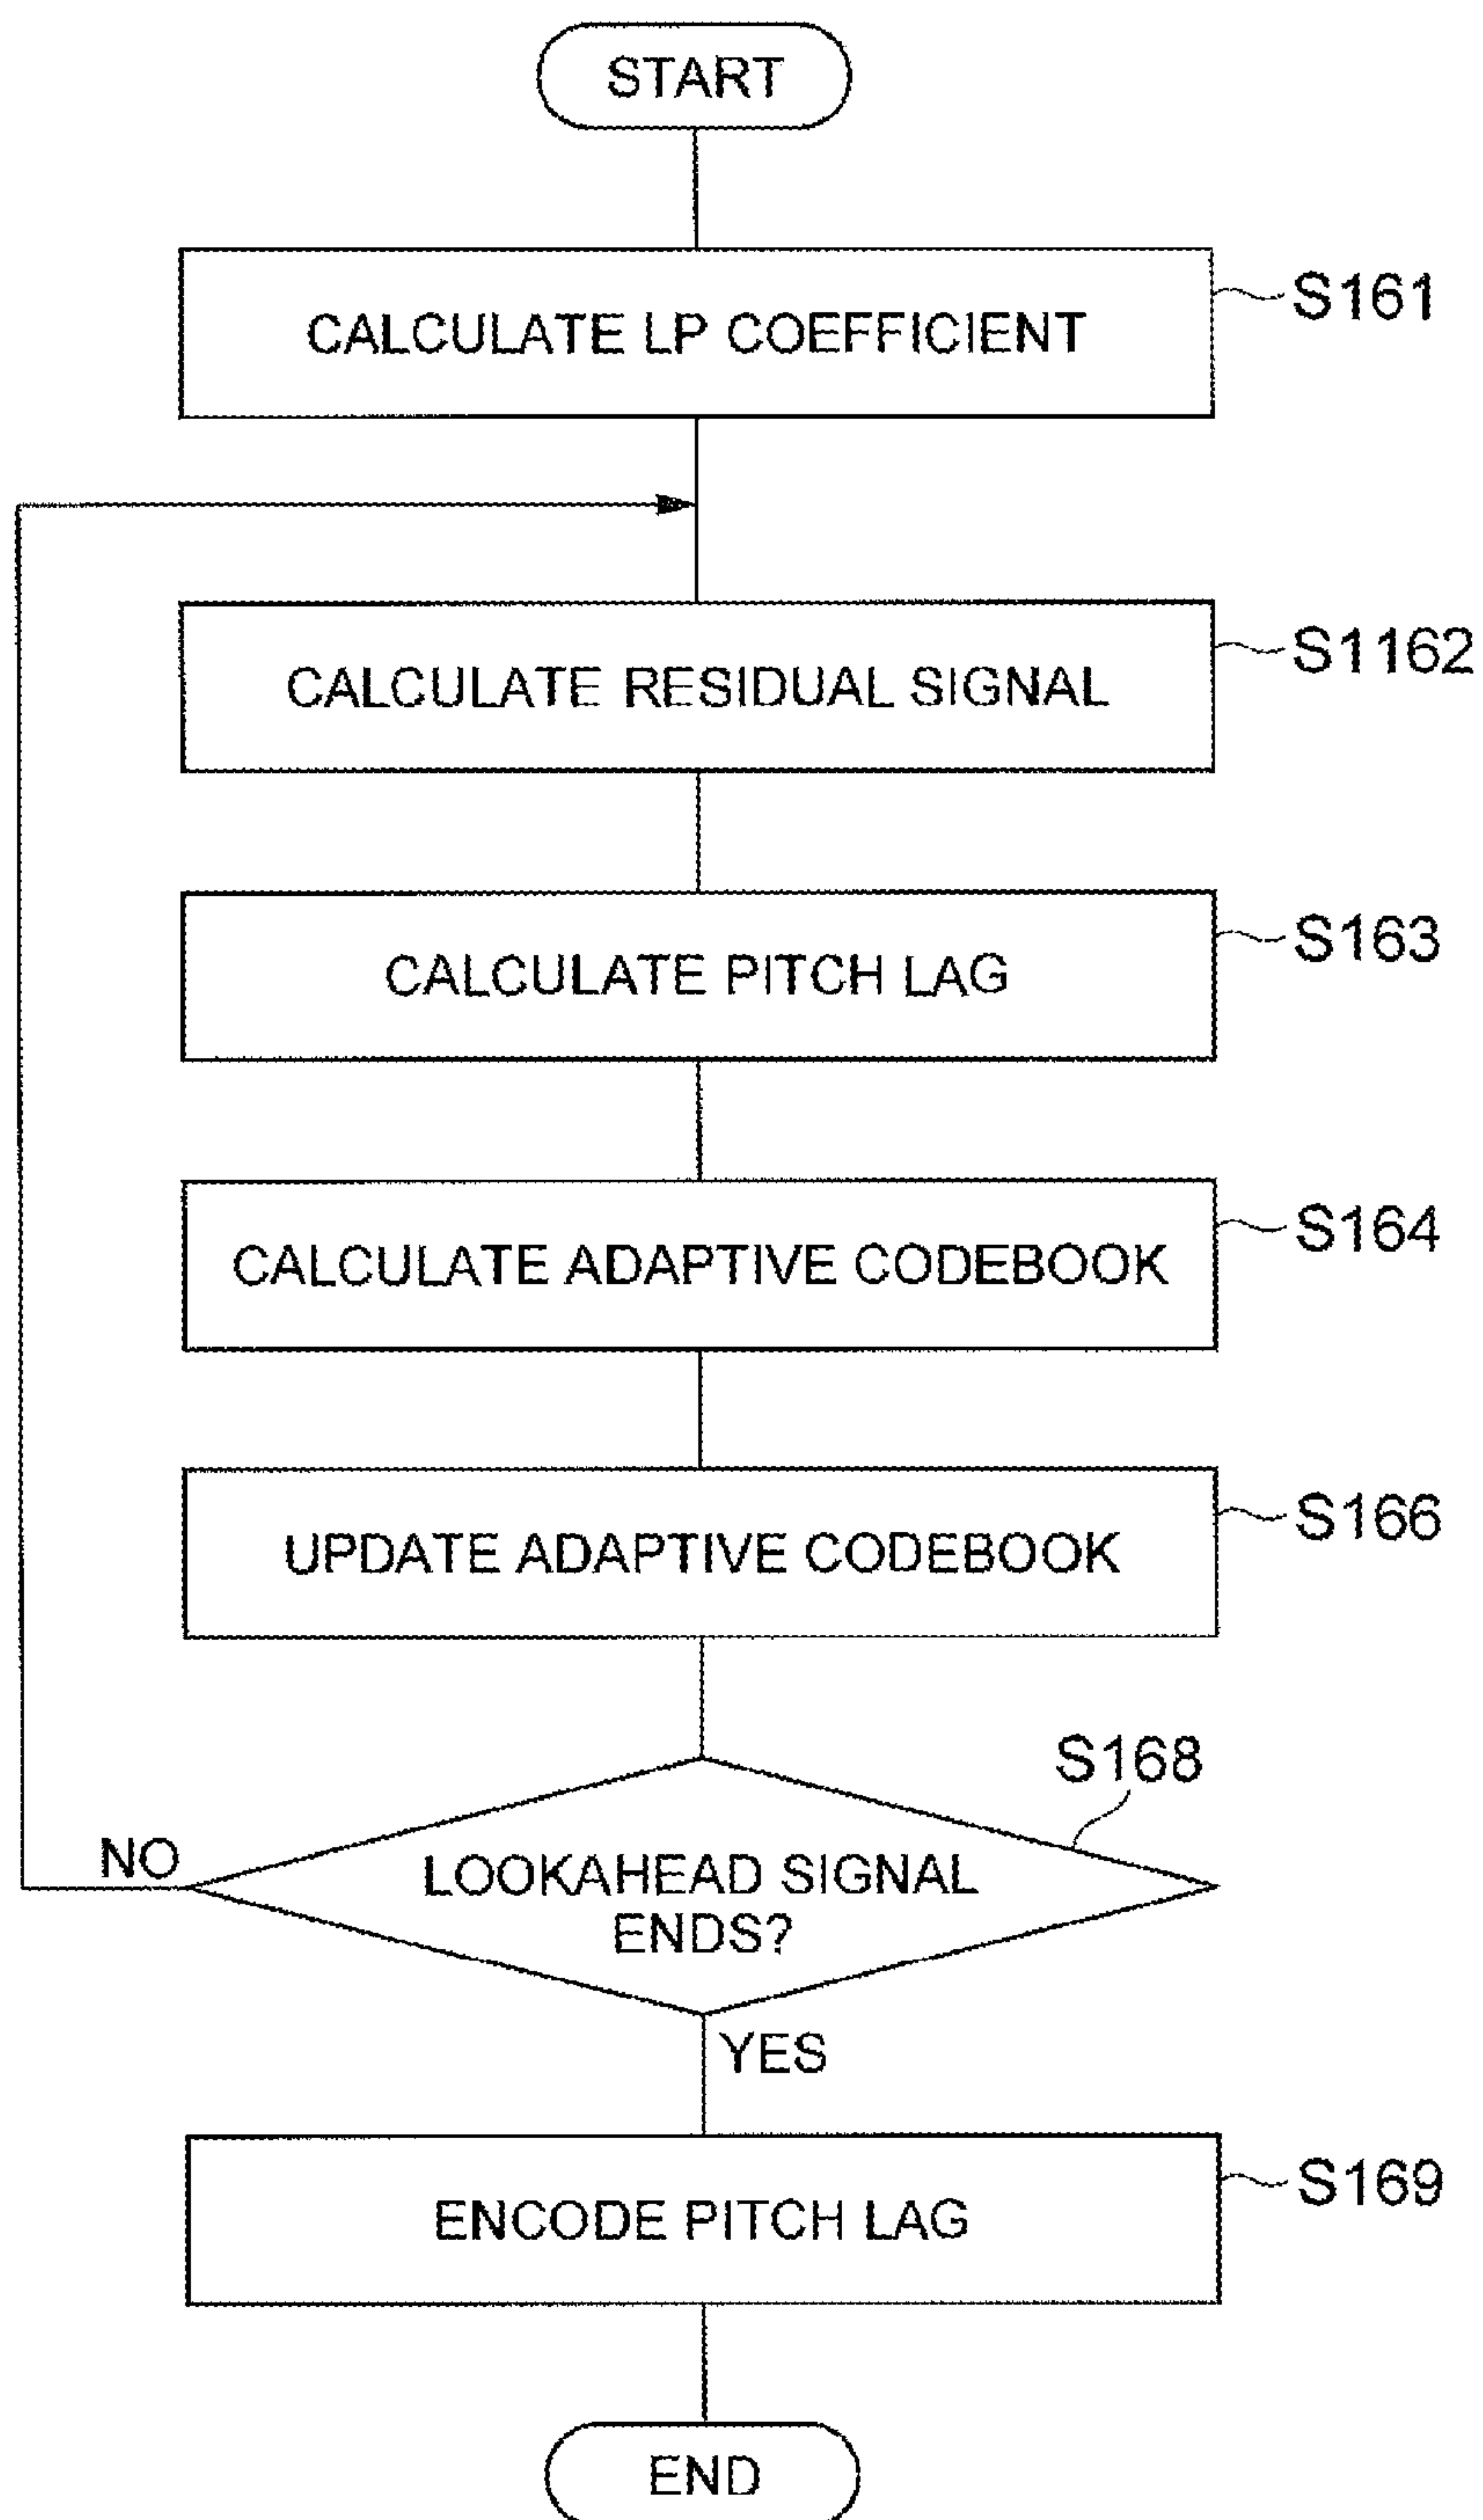 START
CALCULATE LP COEFFICIENT
S161
CALCULATE RESIDUAL SIGNAL
S1162
CALCULATE PITCH LAG
S163
CALCULATE ADAPTIVE CODEBOOK
S164
UPDATE ADAPTIVE CODEBOOK
S166
S168
NO
LOOKAHEAD SIGNAL
ENDS?
YES
ENCODE PITCH LAG
S169
END